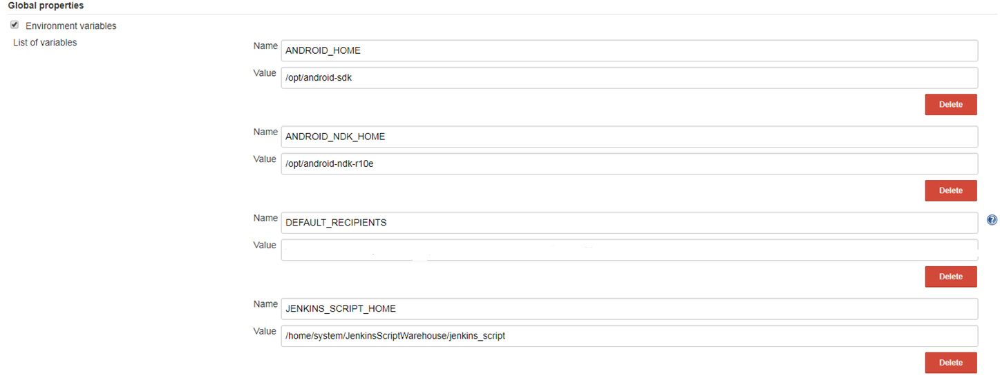 Global properties
Environment variables
List of variables
Name ANDROID_HOME
Value /opt/android-sdk
Delete
Name ANDROID_NDK_HOME
Value /opt/android-ndk-r10e
Delete
Name DEFAULT_RECIPIENTS
?
Value
Delete
Name JENKINS_SCRIPT_HOME
Value /home/system/JenkinsScriptWarehouse/jenkins_script
Delete